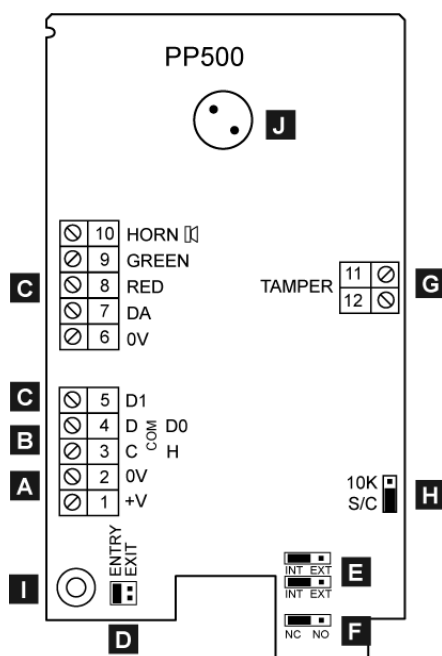 PP500
J
10 HORN
9 GREEN
C 8 RED
7 DA
6 0V
TAMPER 11
12
G
C 5 D1
B 4 D COM D0
3 C H
A 2 0V
1 +V
10K
S/C
H
ENTRY
EXIT
I
D
INT EXT
INT EXT
E
NC NO
F